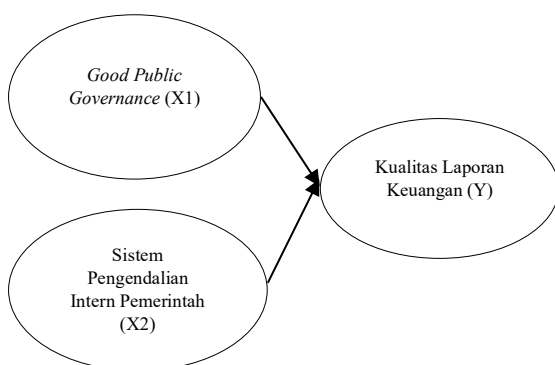 Good Public
Governance (X1)
Kualitas Laporan
Keuangan (Y)
Sistem
Pengendalian
Intern Pemerintah
(X2)